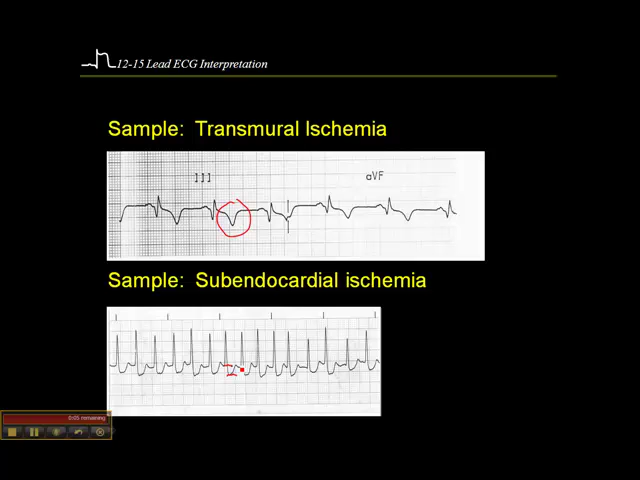 12-15 Lead ECG Interpretation
Sample: Transmural Ischemia
III aVF
Sample: Subendocardial ischemia
0:05 remaining